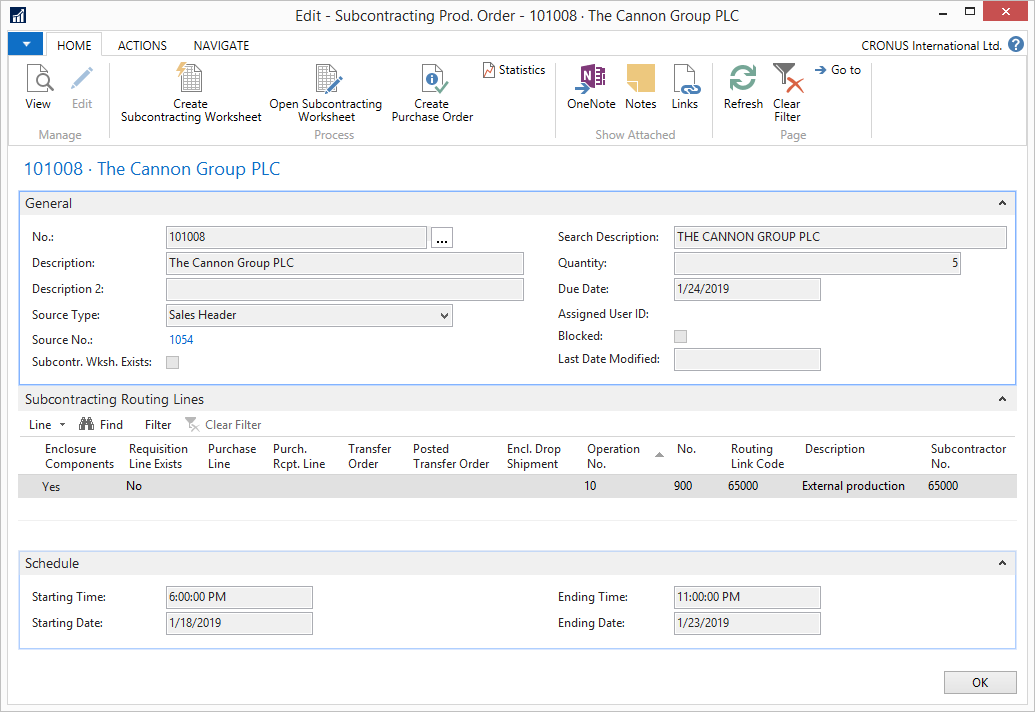 Edit - Subcontracting Prod. Order - 101008 · The Cannon Group PLC
HOME ACTIONS NAVIGATE CRONUS International Ltd. ?
View Edit
Manage
Create Subcontracting Worksheet
Open Subcontracting Worksheet
Create Purchase Order
Statistics
Process
OneNote Notes Links
Show Attached
Refresh Clear Filter
Go to
Page
101008 · The Cannon Group PLC
General
No.: 101008 ...
Description: The Cannon Group PLC
Description 2:
Source Type: Sales Header
Source No.: 1054
Subcontr. Wksh. Exists:
Search Description: THE CANNON GROUP PLC
Quantity: 5
Due Date: 1/24/2019
Assigned User ID:
Blocked:
Last Date Modified:
Subcontracting Routing Lines
Line Find Filter Clear Filter
Enclosure Requisition Purchase Purch. Transfer Posted Encl. Drop Operation No. Routing Description Subcontractor
Components Line Exists Line Rcpt. Line Order Transfer Order Shipment No. Link Code No.
Yes No 10 900 65000 External production 65000
Schedule
Starting Time: 6:00:00 PM
Starting Date: 1/18/2019
Ending Time: 11:00:00 PM
Ending Date: 1/23/2019
OK